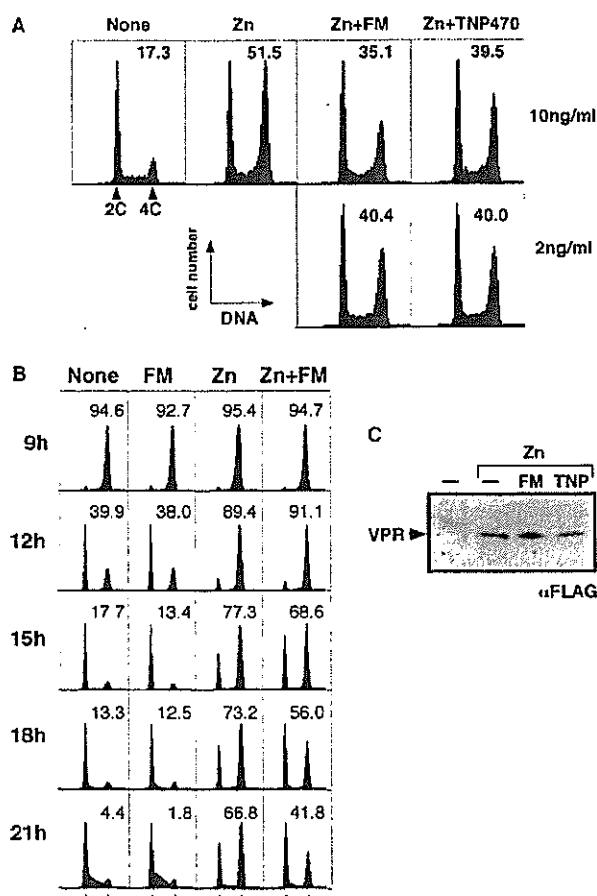 A
None Zn Zn+FM Zn+TNP470
17.3 51.5 35.1 39.5
10ng/ml
2C 4C
40.4 40.0
2ng/ml
cell number
DNA
B
None FM Zn Zn+FM
94.6 92.7 95.4 94.7
9h
39.9 38.0 89.4 91.1
12h
17.7 13.4 77.3 68.6
15h
13.3 12.5 73.2 56.0
18h
4.4 1.8 66.8 41.8
21h
C
Zn
– – FM TNP
VPR
αFLAG